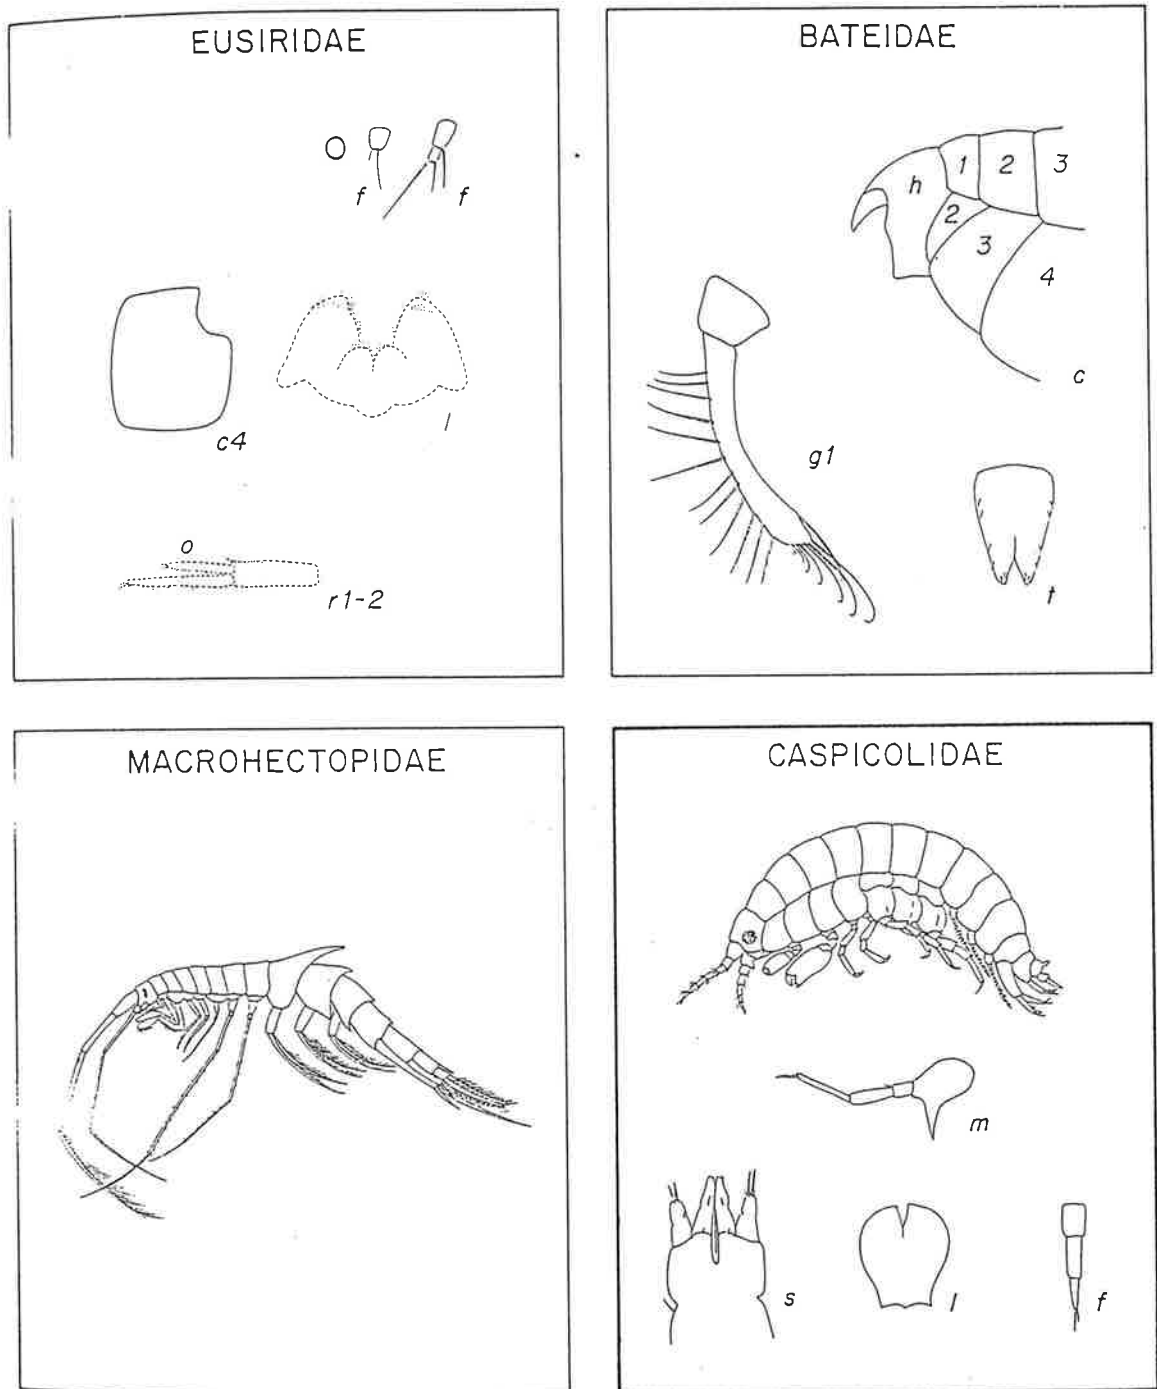 EUSIRIDAE
O
f f
c4
l
o
r1-2
BATEIDAE
h 1 2 3
2 3 4
c
g1
t
MACROHECTOPIDAE
CASPICOLIDAE
m
s l f